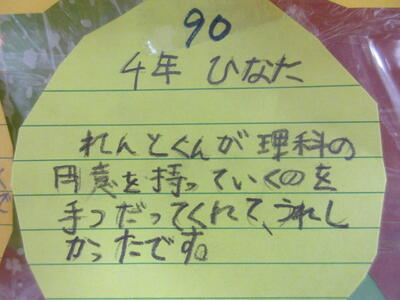 90
4年 ひなた
れんとくんが理科の
用意を持っていくのを
手つだってくれて、うれし
かったです。